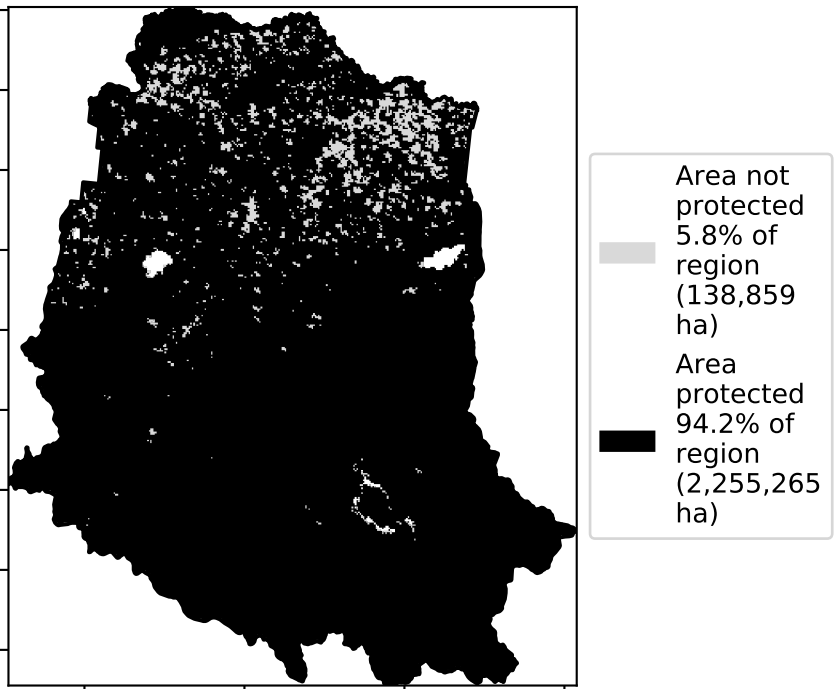 Area not
protected
5.8% of
region
(138,859
ha)
Area
protected
94.2% of
region
(2,255,265
ha)